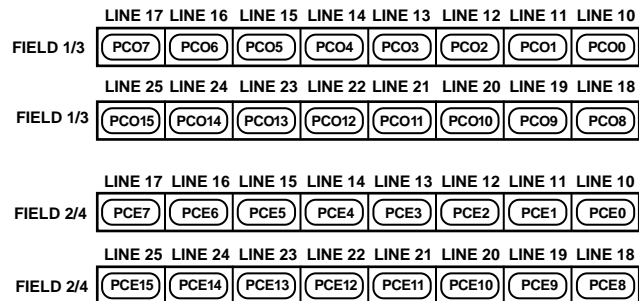 LINE 17 LINE 16 LINE 15 LINE 14 LINE 13 LINE 12 LINE 11 LINE 10
FIELD 1/3 PCO7 PCO6 PCO5 PCO4 PCO3 PCO2 PCO1 PCO0
LINE 25 LINE 24 LINE 23 LINE 22 LINE 21 LINE 20 LINE 19 LINE 18
FIELD 1/3 PCO15 PCO14 PCO13 PCO12 PCO11 PCO10 PCO9 PCO8
LINE 17 LINE 16 LINE 15 LINE 14 LINE 13 LINE 12 LINE 11 LINE 10
FIELD 2/4 PCE7 PCE6 PCE5 PCE4 PCE3 PCE2 PCE1 PCE0
LINE 25 LINE 24 LINE 23 LINE 22 LINE 21 LINE 20 LINE 19 LINE 18
FIELD 2/4 PCE15 PCE14 PCE13 PCE12 PCE11 PCE10 PCE9 PCE8